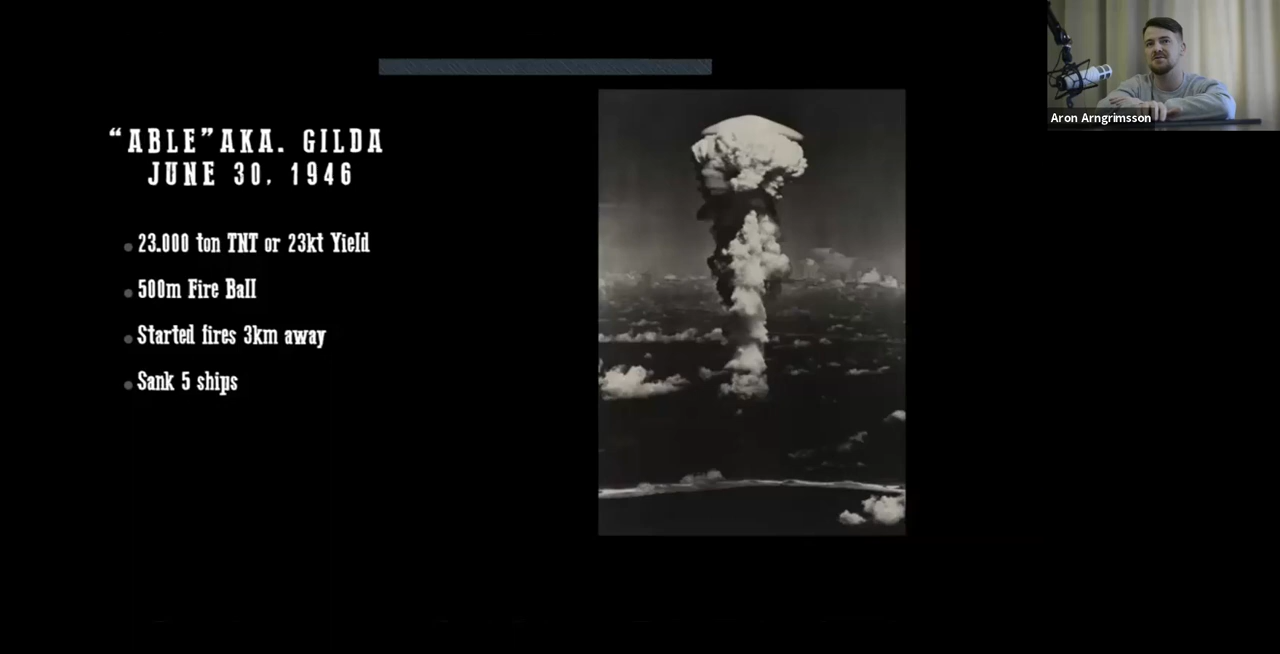 “ABLE”AKA. GILDA
JUNE 30, 1946
23.000 ton TNT or 23kt Yield
500m Fire Ball
Started fires 3km away
Sank 5 ships
Aron Arngrimsson